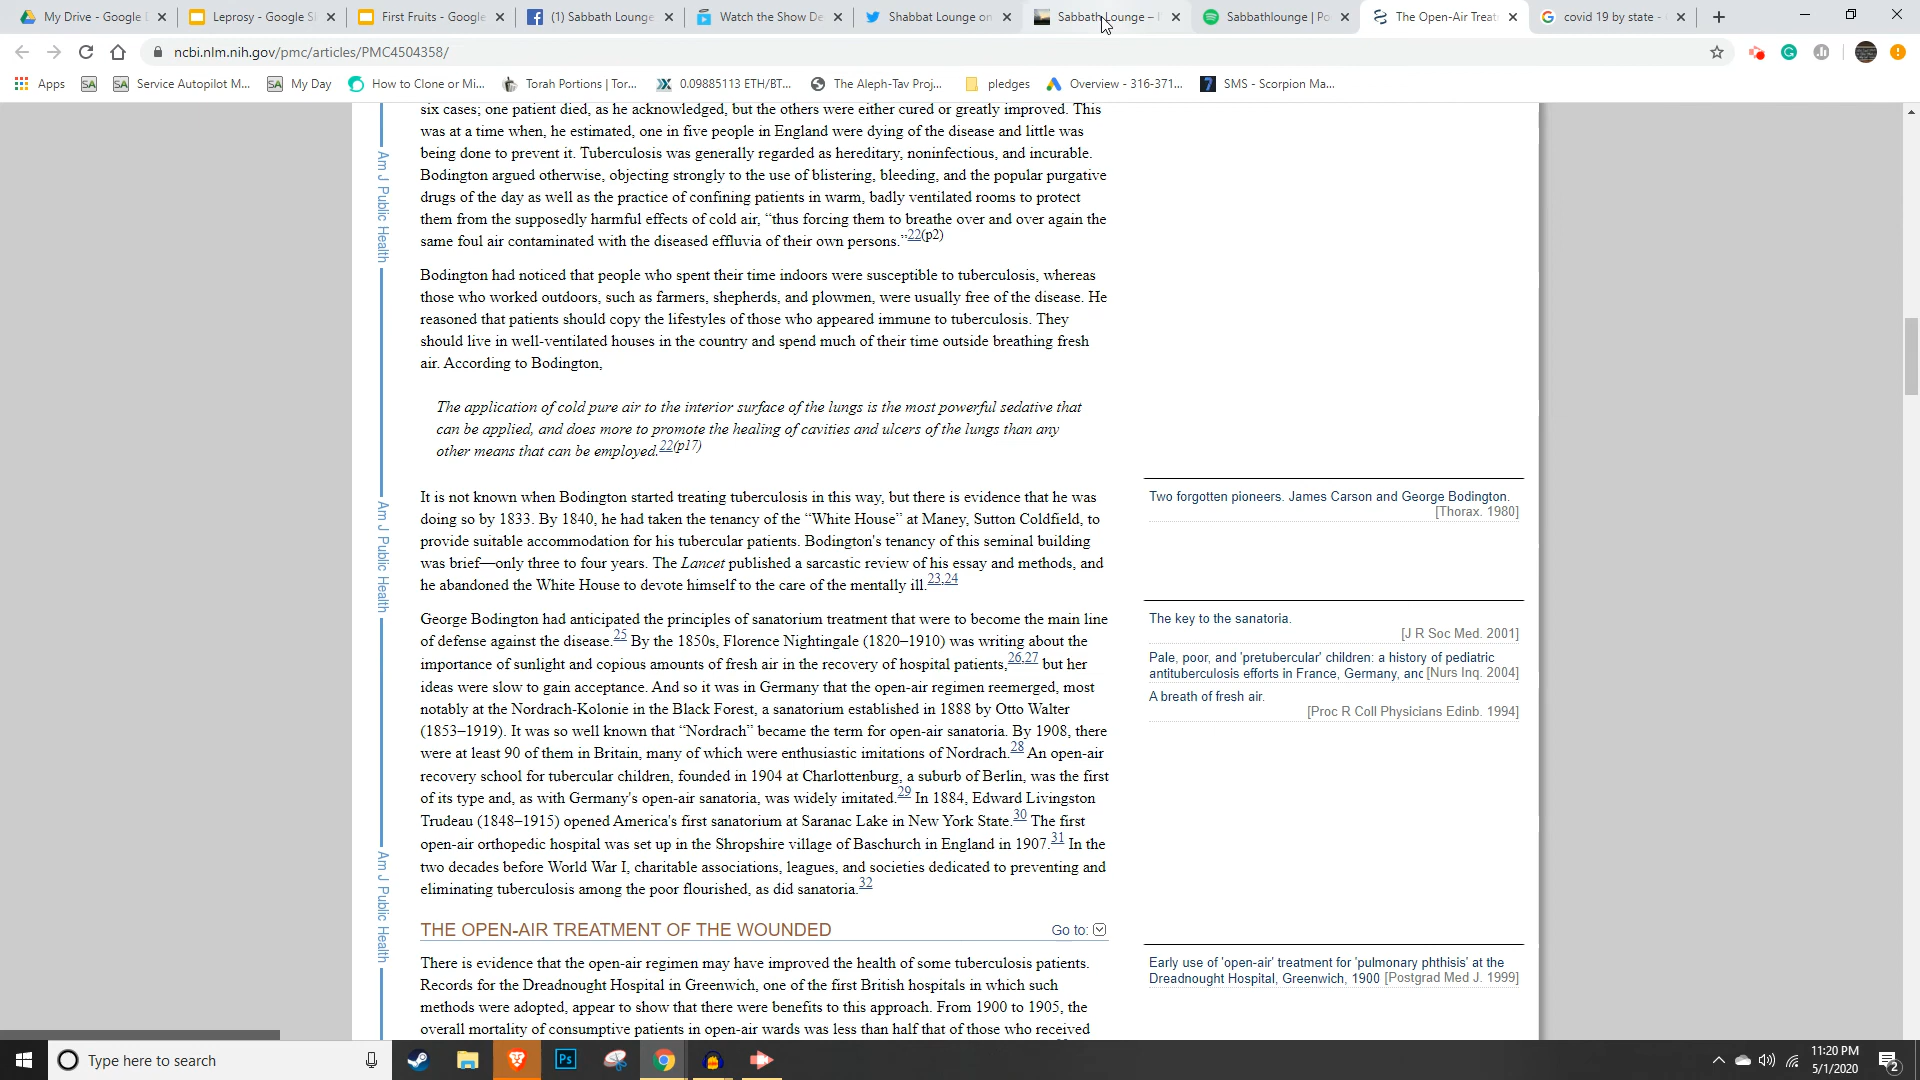 My Drive - Google D
Leprosy - Google Sl
First Fruits - Google
(1) Sabbath Lounge
Watch the Show De
Shabbat Lounge on
Sabbath Lounge –
Sabbathlounge | Po
The Open-Air Treat
covid 19 by state -
ncbi.nlm.nih.gov/pmc/articles/PMC4504358/
Apps
SA
SA Service Autopilot M...
SA My Day
How to Clone or Mi...
Torah Portions | Tor...
0.09885113 ETH/BT...
The Aleph-Tav Proj...
pledges
Overview - 316-371...
7 SMS - Scorpion Ma...
Am J Public Health
Am J Public Health
Am J Public Health
six cases; one patient died, as he acknowledged, but the others were either cured or greatly improved. This
was at a time when, he estimated, one in five people in England were dying of the disease and little was
being done to prevent it. Tuberculosis was generally regarded as hereditary, noninfectious, and incurable.
Bodington argued otherwise, objecting strongly to the use of blistering, bleeding, and the popular purgative
drugs of the day as well as the practice of confining patients in warm, badly ventilated rooms to protect
them from the supposedly harmful effects of cold air, “thus forcing them to breathe over and over again the
same foul air contaminated with the diseased effluvia of their own persons.”22(p2)
Bodington had noticed that people who spent their time indoors were susceptible to tuberculosis, whereas
those who worked outdoors, such as farmers, shepherds, and plowmen, were usually free of the disease. He
reasoned that patients should copy the lifestyles of those who appeared immune to tuberculosis. They
should live in well-ventilated houses in the country and spend much of their time outside breathing fresh
air. According to Bodington,
The application of cold pure air to the interior surface of the lungs is the most powerful sedative that
can be applied, and does more to promote the healing of cavities and ulcers of the lungs than any
other means that can be employed.22(p17)
It is not known when Bodington started treating tuberculosis in this way, but there is evidence that he was
doing so by 1833. By 1840, he had taken the tenancy of the “White House” at Maney, Sutton Coldfield, to
provide suitable accommodation for his tubercular patients. Bodington's tenancy of this seminal building
was brief—only three to four years. The Lancet published a sarcastic review of his essay and methods, and
he abandoned the White House to devote himself to the care of the mentally ill.23,24
George Bodington had anticipated the principles of sanatorium treatment that were to become the main line
of defense against the disease.25 By the 1850s, Florence Nightingale (1820–1910) was writing about the
importance of sunlight and copious amounts of fresh air in the recovery of hospital patients,26,27 but her
ideas were slow to gain acceptance. And so it was in Germany that the open-air regimen reemerged, most
notably at the Nordrach-Kolonie in the Black Forest, a sanatorium established in 1888 by Otto Walter
(1853–1919). It was so well known that “Nordrach” became the term for open-air sanatoria. By 1908, there
were at least 90 of them in Britain, many of which were enthusiastic imitations of Nordrach.28 An open-air
recovery school for tubercular children, founded in 1904 at Charlottenburg, a suburb of Berlin, was the first
of its type and, as with Germany's open-air sanatoria, was widely imitated.29 In 1884, Edward Livingston
Trudeau (1848–1915) opened America's first sanatorium at Saranac Lake in New York State.30 The first
open-air orthopedic hospital was set up in the Shropshire village of Baschurch in England in 1907.31 In the
two decades before World War I, charitable associations, leagues, and societies dedicated to preventing and
eliminating tuberculosis among the poor flourished, as did sanatoria.32
THE OPEN-AIR TREATMENT OF THE WOUNDED
Go to:
There is evidence that the open-air regimen may have improved the health of some tuberculosis patients.
Records for the Dreadnought Hospital in Greenwich, one of the first British hospitals in which such
methods were adopted, appear to show that there were benefits to this approach. From 1900 to 1905, the
overall mortality of consumptive patients in open-air wards was less than half that of those who received
Two forgotten pioneers. James Carson and George Bodington.
[Thorax. 1980]
The key to the sanatoria.
[J R Soc Med. 2001]
Pale, poor, and 'pretubercular' children: a history of pediatric
antituberculosis efforts in France, Germany, and [Nurs Inq. 2004]
A breath of fresh air.
[Proc R Coll Physicians Edinb. 1994]
Early use of 'open-air' treatment for 'pulmonary phthisis' at the
Dreadnought Hospital, Greenwich, 1900 [Postgrad Med J. 1999]
Type here to search
Ps
11:20 PM
5/1/2020
2